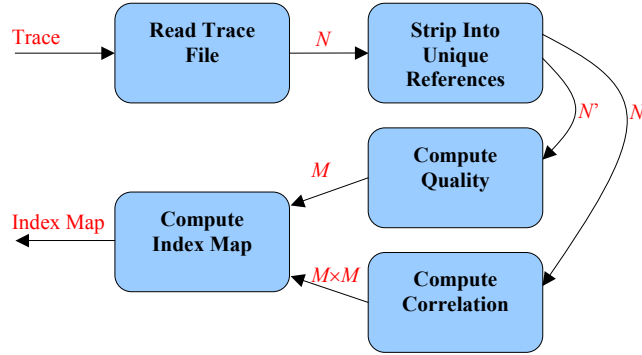 Trace
Read Trace
File
N
Strip Into
Unique
References
N'
N
Compute
Quality
M
Compute
Index Map
Index Map
M×M
Compute
Correlation